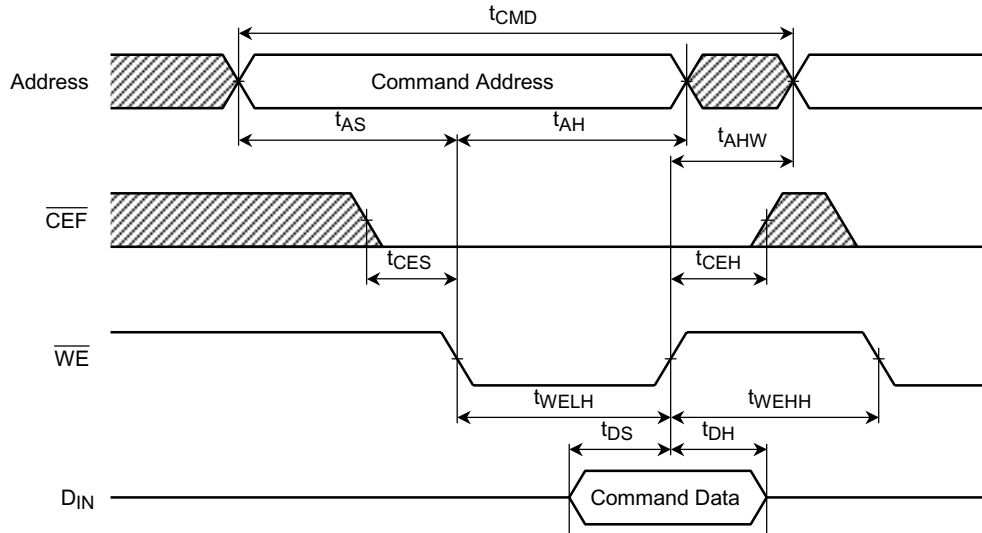 tCMD
Address
Command Address
tAS
tAH
tAHW
CEF
tCES
tCEH
WE
tWELH
tWEHH
tDS
tDH
DIN
Command Data